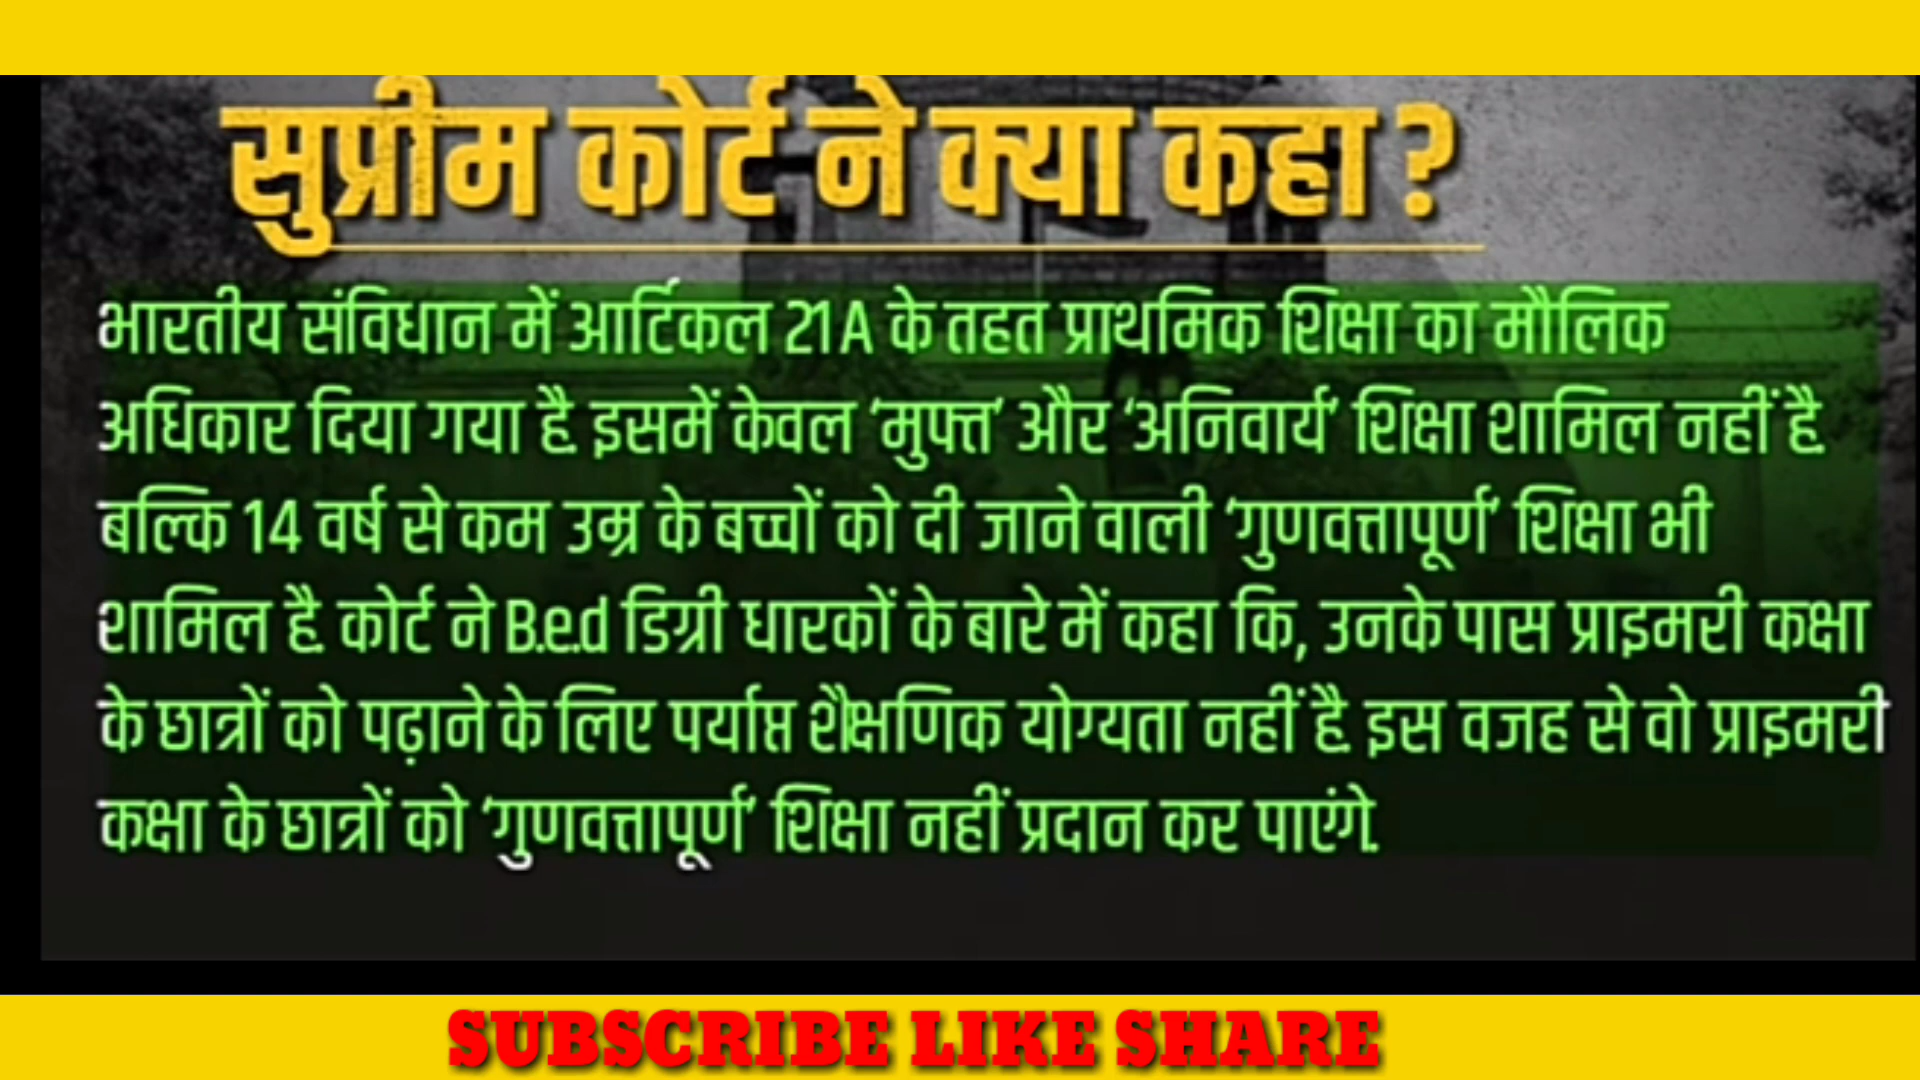 सुप्रीम कोर्ट ने क्या कहा ?
भारतीय संविधान में आर्टिकल 21A के तहत प्राथमिक शिक्षा का मौलिक
अधिकार दिया गया है. इसमें केवल 'मुफ्त' और 'अनिवार्य' शिक्षा शामिल नहीं है.
बल्कि 14 वर्ष से कम उम्र के बच्चों को दी जाने वाली 'गुणवत्तापूर्ण' शिक्षा भी
शामिल है. कोर्ट ने B.e.d डिग्री धारकों के बारे में कहा कि, उनके पास प्राइमरी कक्षा
के छात्रों को पढ़ाने के लिए पर्याप्त शैक्षणिक योग्यता नहीं है. इस वजह से वो प्राइमरी
कक्षा के छात्रों को 'गुणवत्तापूर्ण' शिक्षा नहीं प्रदान कर पाएंगे.
SUBSCRIBE LIKE SHARE